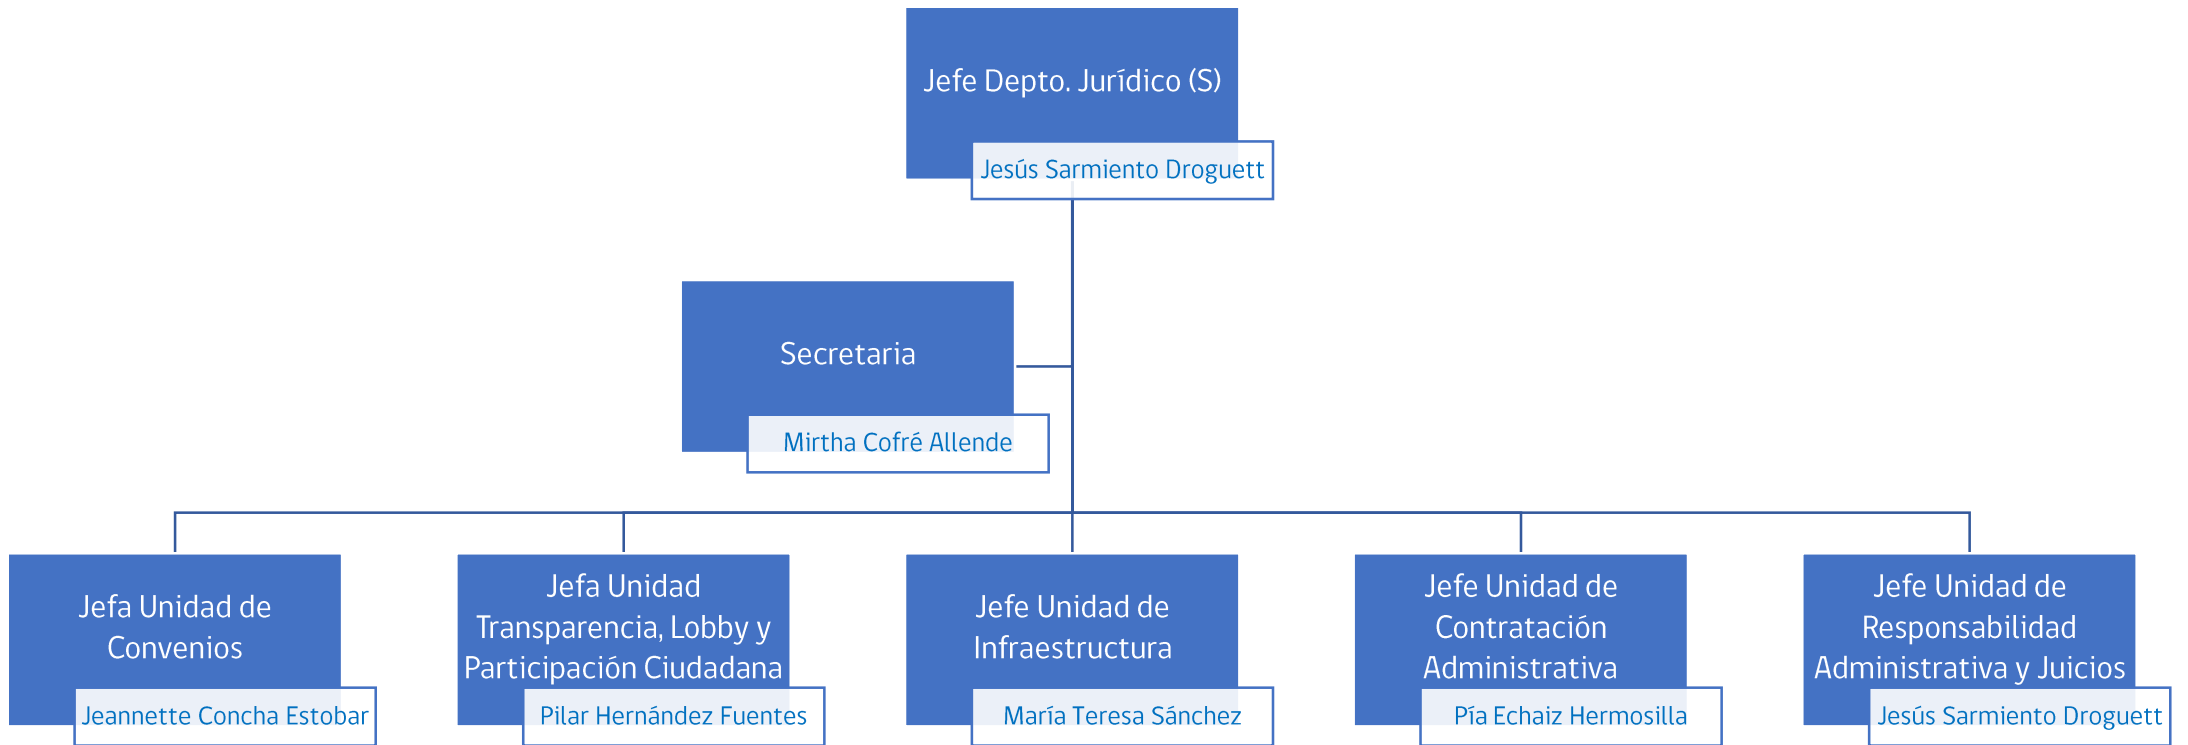 Jefe Depto. Jurídico (S)
Jesús Sarmiento Droguett
Secretaria
Mirtha Cofré Allende
Jefa Unidad de
Convenios
Jeannette Concha Estobar
Jefa Unidad
Transparencia, Lobby y
Participación Ciudadana
Pilar Hernández Fuentes
Jefe Unidad de
Infraestructura
María Teresa Sánchez
Jefe Unidad de
Contratación
Administrativa
Pía Echaiz Hermosilla
Jefe Unidad de
Responsabilidad
Administrativa y Juicios
Jesús Sarmiento Droguett